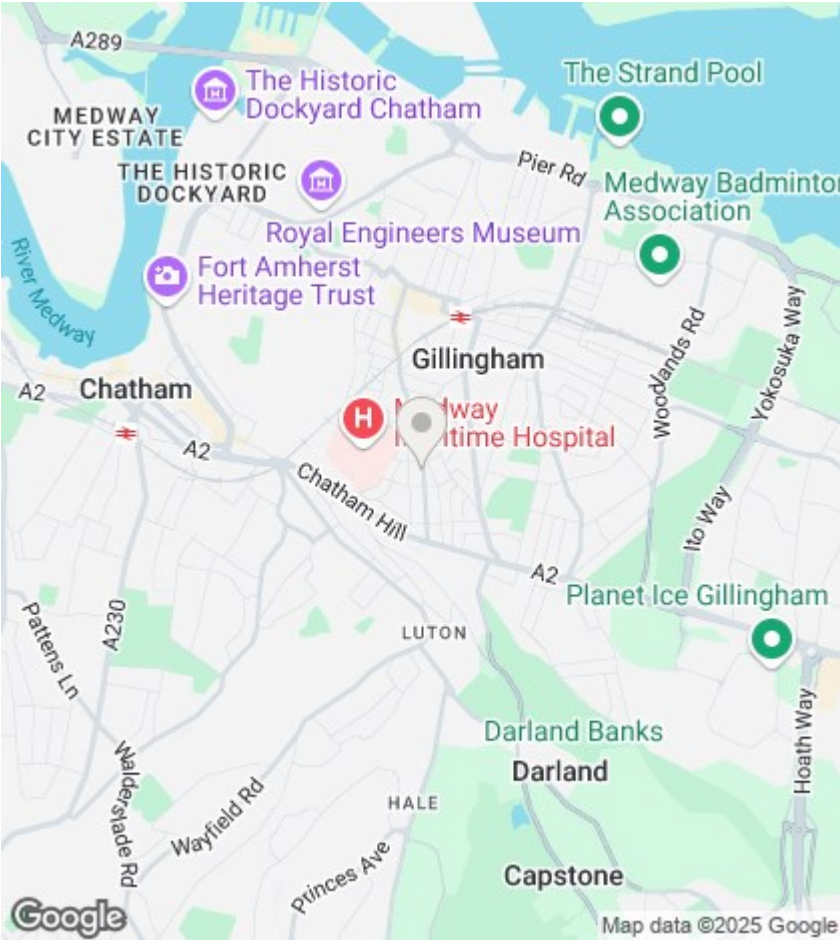 A289
The Historic
Dockyard Chatham
The Strand Pool
MEDWAY
CITY ESTATE
THE HISTORIC
DOCKYARD
Pier Rd
Medway Badminton
Association
Royal Engineers Museum
River Medway
Fort Amherst
Heritage Trust
Woodlands Rd
Yokosuka Way
Gillingham
A2
Chatham
H
Hospital
A2
Chatham Hill
Ito Way
A2
Planet Ice Gillingham
Pattens Ln
A230
LUTON
Darland Banks
Darland
Hoath Way
Walderslade Rd
Wayfield Rd
HALE
Princes Ave
Capstone
Google
Map data ©2025 Google